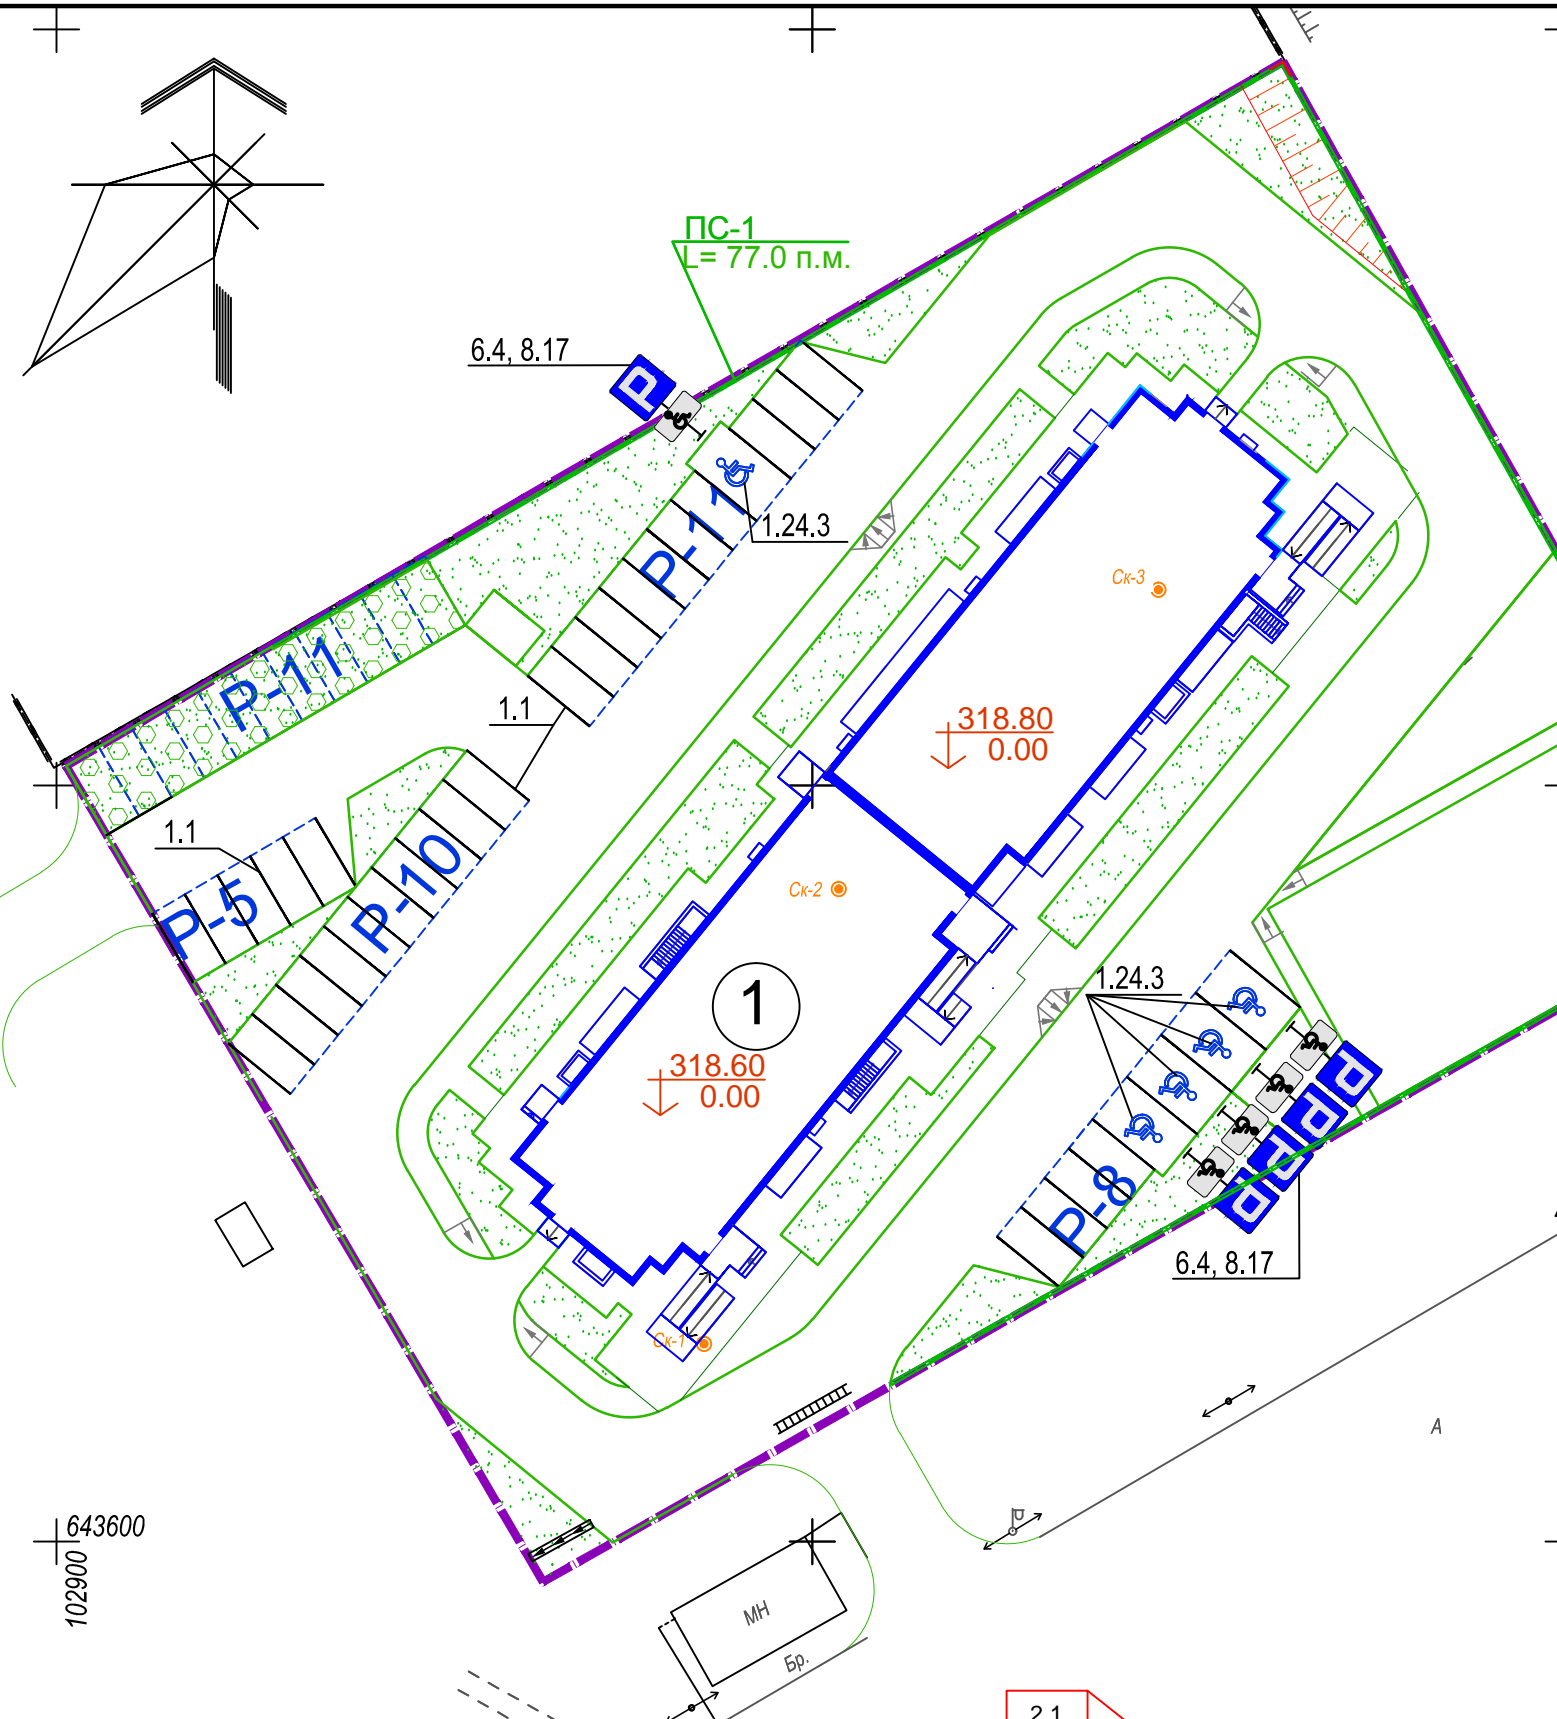 ПС-1
L= 77.0 п.м.
6.4, 8.17
P
1.24.3
P-11
Ск-3
P-11
1.1
318.80
0.00
1.1
P-10
P-5
Ск-2
1
1.24.3
318.60
0.00
P
P
P
P
P-8
6.4, 8.17
Ск-1
А
643600
102900
МН
Бр.
2.1